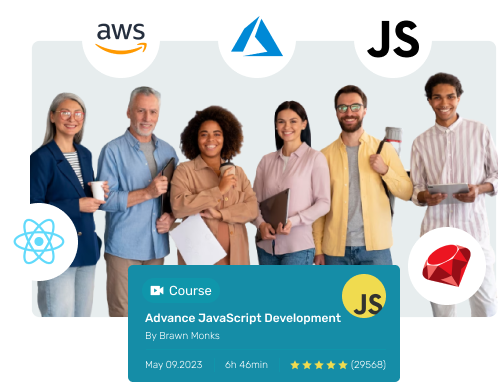 aws
JS
Course
JS
Advance JavaScript Development
By Brawn Monks
May 09.2023 6h 46min (29568)